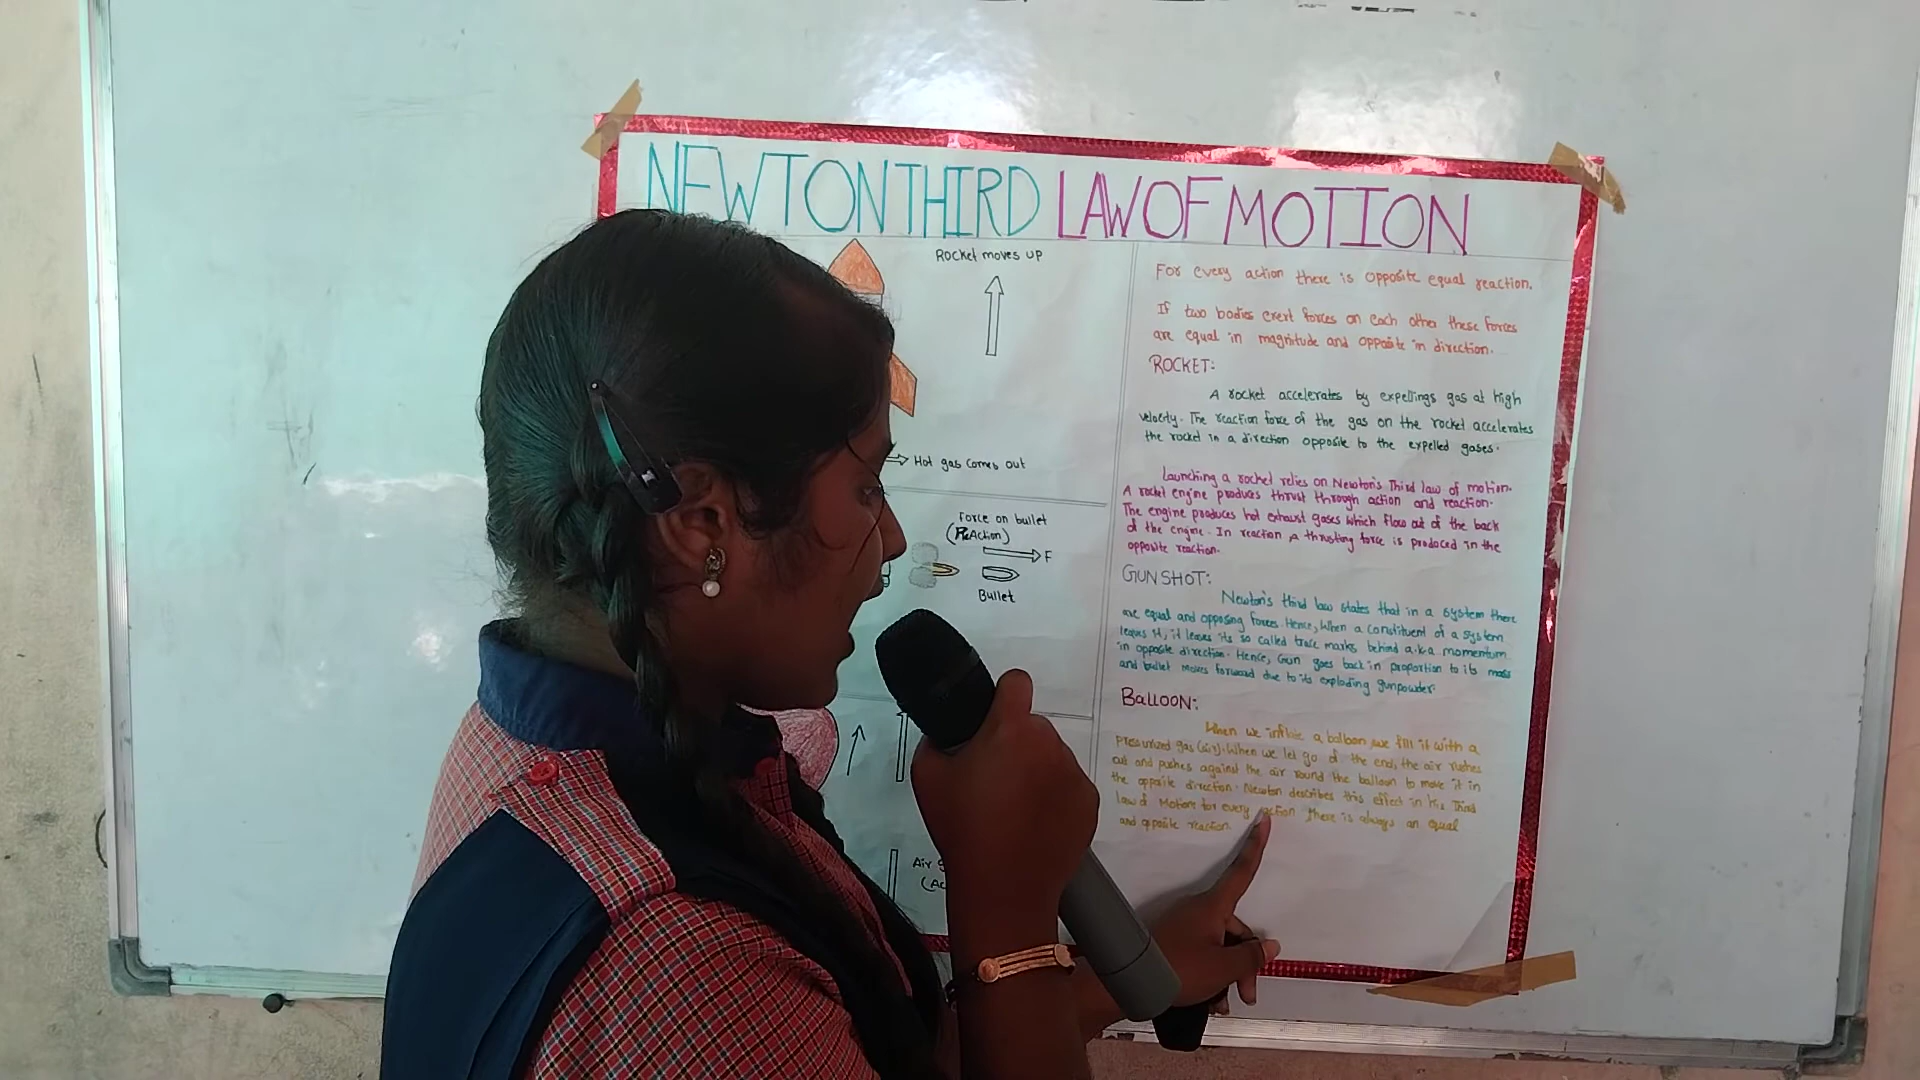 NEWTON THIRD LAW OF MOTION
Rocket moves up
Hot gas comes out
Force on bullet
(ReAction)
F
Bullet
Air
(Ac
For every action there is opposite equal reaction.
If two bodies exert forces on each other these forces
are equal in magnitude and opposite in direction.
ROCKET:
A rocket accelerates by expellings gas at high
velocity. The reaction force of the gas on the rocket accelerates
the rocket in a direction opposite to the expelled gases.
Launching a rocket relies on Newton's Third law of motion.
A rocket engine produces thrust through action and reaction.
The engine produces hot exhaust gases which flow out of the back
of the engine. In reaction a thrusting force is produced in the
opposite reaction.
GUN SHOT:
Newton's third law states that in a system there
are equal and opposing forces. Hence, When a constituent of a system
leaves it, it leaves its so called trace marks behind a.k.a momentum
in opposite direction. Hence, Gun goes back in proportion to its mass
and bullet moves forward due to its exploding gunpowder.
BALLOON:
When we inflate a balloon we fill it with a
Pressurized gas (air). When we let go of the end, the air rushes
out and pushes against the air round the balloon to move it in
the opposite direction. Newton describes this effect in his Third
law of Motion: for every action there is always an equal
and opposite reaction.